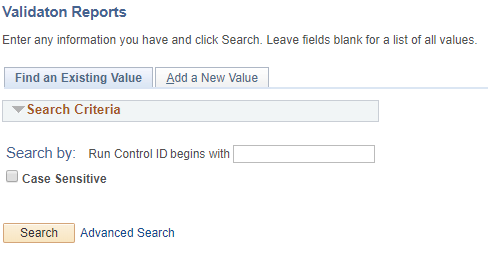 Validaton Reports
Enter any information you have and click Search. Leave fields blank for a list of all values.
Find an Existing Value
Add a New Value
Search Criteria
Search by: Run Control ID begins with
Case Sensitive
Search Advanced Search